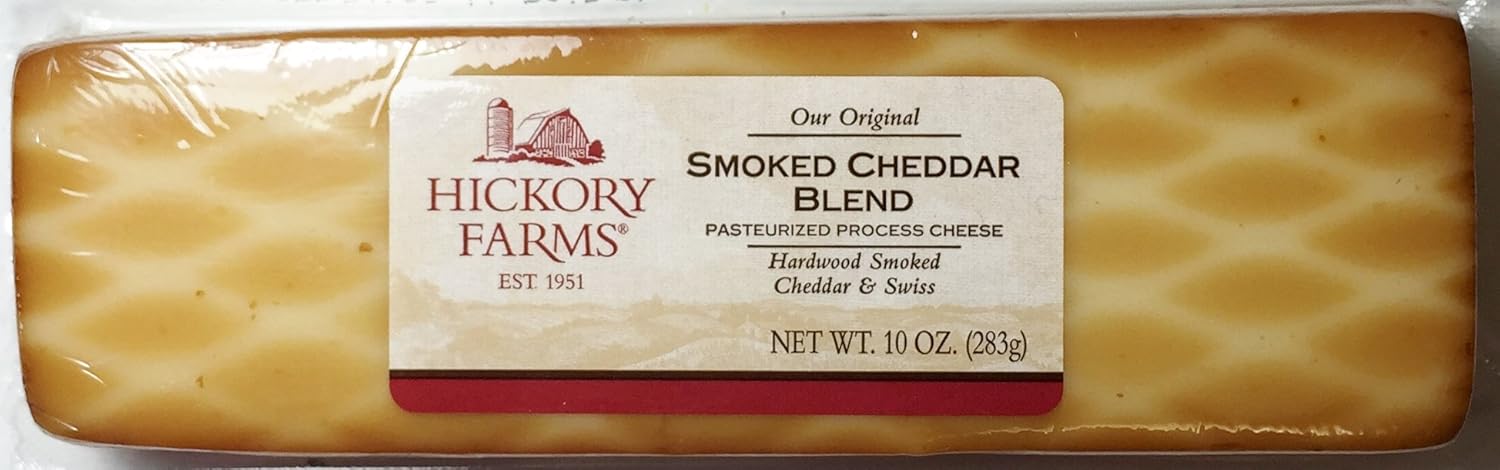 HICKORY
FARMS®
EST. 1951
Our Original
SMOKED CHEDDAR
BLEND
PASTEURIZED PROCESS CHEESE
Hardwood Smoked
Cheddar & Swiss
NET WT. 10 OZ. (283g)